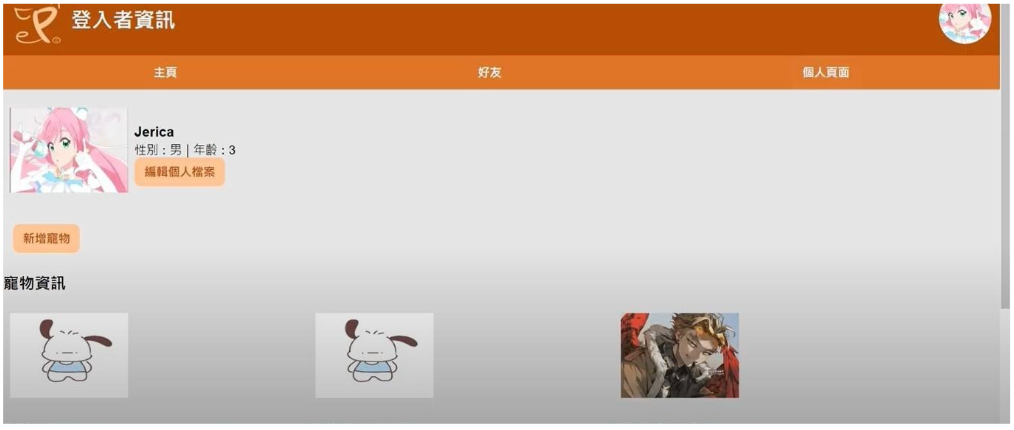 登入者資訊
主頁 好友 個人頁面
Jerica
性別：男 | 年齡：3
編輯個人檔案
新增寵物
寵物資訊